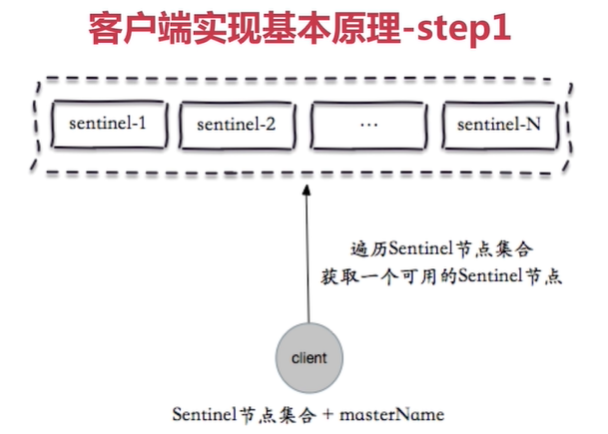 客户端实现基本原理-step1
sentinel-1
sentinel-2
...
sentinel-N
遍历Sentinel节点集合
获取一个可用的Sentinel节点
client
Sentinel节点集合 + masterName